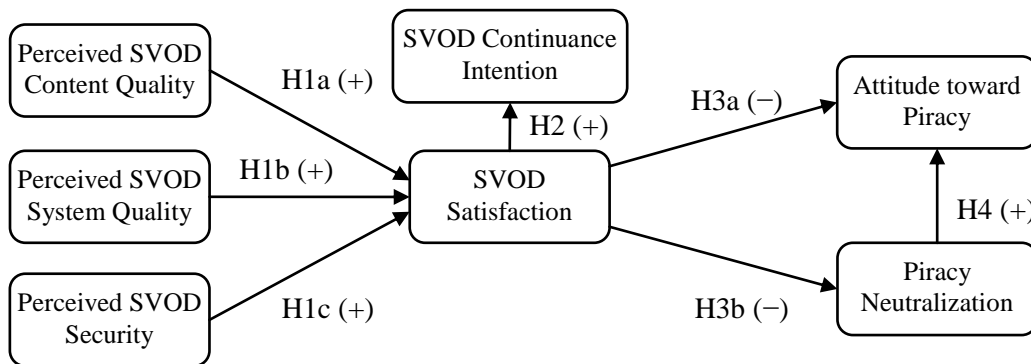 Perceived SVOD
Content Quality
H1a (+)
SVOD Continuance
Intention
H2 (+)
H3a (−)
Attitude toward
Piracy
Perceived SVOD
System Quality
H1b (+)
SVOD
Satisfaction
H4 (+)
Perceived SVOD
Security
H1c (+)
H3b (−)
Piracy
Neutralization